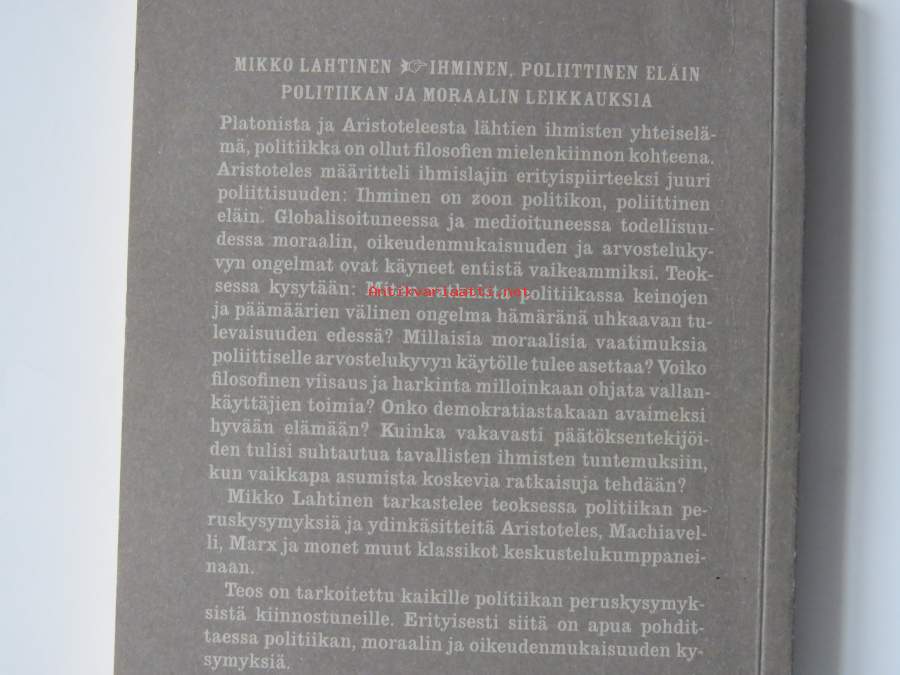 MIKKO LAHTINEN IHMINEN, POLIITTINEN ELÄIN
POLITIIKAN JA MORAALIN LEIKKAUKSIA
Platonista ja Aristoteleesta lähtien ihmisten yhteiselä-
mä, politiikka on ollut filosofien mielenkiinnon kohteena.
Aristoteles määritteli ihmislajin erityispiirteeksi juuri
poliittisuuden: Ihminen on zoon politikon, poliittinen
eläin. Globalisoituneessa ja medioituneessa todellisuu-
dessa moraalin, oikeudenmukaisuuden ja arvosteluky-
vyn ongelmat ovat käyneet entistä vaikeammiksi. Teok-
sessa kysytään: politiikassa keinojen
Antikvariaatti.net
ja päämäärien välinen ongelma hämäränä uhkaavan tu-
levaisuuden edessä? Millaisia moraalisia vaatimuksia
poliittiselle arvostelukyvyn käytölle tulee asettaa? Voiko
filosofinen viisaus ja harkinta milloinkaan ohjata vallan-
käyttäjien toimia? Onko demokratiastakaan avaimeksi
hyvään elämään? Kuinka vakavasti päätöksentekijöi-
den tulisi suhtautua tavallisten ihmisten tuntemuksiin,
kun vaikkapa asumista koskevia ratkaisuja tehdään?
Mikko Lahtinen tarkastelee teoksessa politiikan pe-
ruskysymyksiä ja ydinkäsitteitä Aristoteles, Machiavel-
li, Marx ja monet muut klassikot keskustelukumppanei-
naan.
Teos on tarkoitettu kaikille politiikan peruskysymyk-
sistä kiinnostuneille. Erityisesti siitä on apua pohdit-
taessa politiikan, moraalin ja oikeudenmukaisuuden ky-
symyksiä.